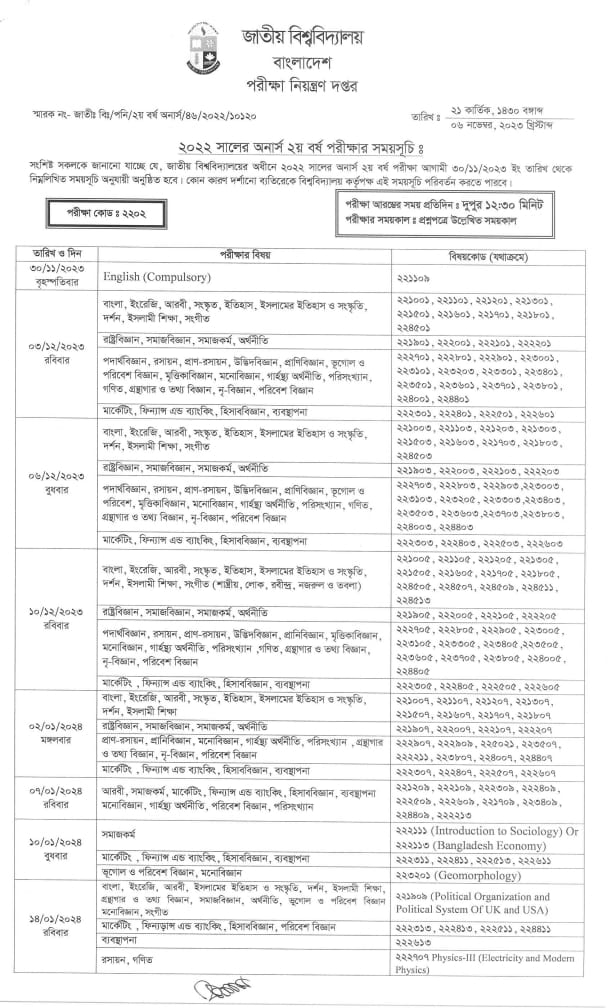 জাতীয় বিশ্ববিদ্যালয়
বাংলাদেশ
পরীক্ষা নিয়ন্ত্রণ দপ্তর
স্মারক নং- জাতীঃ বিঃ/পনি/২য় বর্ষ অনার্স/৪৬/২০২২/১০১২০
২১ কার্তিক, ১৪৩০ বঙ্গাব্দ
তারিখ ঃ
০৬ নভেম্বর, ২০২৩ খ্রিস্টাব্দ
২০২২ সালের অনার্স ২য় বর্ষ পরীক্ষার সময়সূচি ঃ
সংশিষ্ট সকলকে জানানো যাচ্ছে যে, জাতীয় বিশ্ববিদ্যালয়ের অধীনে ২০২২ সালের অনার্স ২য় বর্ষ পরীক্ষা আগামী ৩০/১১/২০২৩ ইং তারিখ থেকে
নিম্নলিখিত সময়সূচি অনুযায়ী অনুষ্ঠিত হবে। কোন কারণ দর্শানো ব্যতিরেকে বিশ্ববিদ্যালয় কর্তৃপক্ষ এই সময়সূচি পরিবর্তন করতে পারবে।
পরীক্ষা কোড ঃ ২২০২
পরীক্ষা আরম্ভের সময় প্রতিদিন ঃ দুপুর ১২ঃ৩০ মিনিট
পরীক্ষার সময়কাল ঃ প্রশ্নপত্রে উল্লেখিত সময়কাল
তারিখ ও দিন পরীক্ষার বিষয় বিষয়কোড (যথাক্রমে)
৩০/১১/২০২৩
বৃহস্পতিবার
English (Compulsory) ২২১১০৯
০৩/১২/২০২৩
রবিবার
বাংলা, ইংরেজি, আরবী, সংস্কৃত, ইতিহাস, ইসলামের ইতিহাস ও সংস্কৃতি,
দর্শন, ইসলামী শিক্ষা, সংগীত
২২১০০১, ২২১১০১, ২২১২০১, ২২১৩০১,
২২১৫০১, ২২১৬০১, ২২১৭০১, ২২১৮০১,
২২৪৫০১
রাষ্ট্রবিজ্ঞান, সমাজবিজ্ঞান, সমাজকর্ম, অর্থনীতি ২২১৯০১, ২২২০০১, ২২২১০১, ২২২২০১
পদার্থবিজ্ঞান, রসায়ন, প্রাণ-রসায়ন, উদ্ভিদবিজ্ঞান, প্রাণিবিজ্ঞান, ভূগোল ও
পরিবেশ বিজ্ঞান, মৃত্তিকাবিজ্ঞান, মনোবিজ্ঞান, গার্হস্থ্য অর্থনীতি, পরিসংখ্যান,
গণিত, গ্রন্থাগার ও তথ্য বিজ্ঞান, নৃ-বিজ্ঞান, পরিবেশ বিজ্ঞান
২২২৭০১, ২২২৮০১, ২২২৯০১, ২২৩০০১,
২২৩১০১, ২২৩২০৩, ২২৩৩০১, ২২৩৪০১,
২২৩৫০১, ২২৩৬০১, ২২৩৭০১, ২২৩৮০১,
২২৪০০১, ২২৪৪০১
মার্কেটিং, ফিন্যান্স এন্ড ব্যাংকিং, হিসাববিজ্ঞান, ব্যবস্থাপনা ২২২৩০১, ২২২৪০১, ২২২৫০১, ২২২৬০১
০৬/১২/২০২৩
বুধবার
বাংলা, ইংরেজি, আরবী, সংস্কৃত, ইতিহাস, ইসলামের ইতিহাস ও সংস্কৃতি,
দর্শন, ইসলামী শিক্ষা, সংগীত
২২১০০৩, ২২১১০৩, ২২১২০৩, ২২১৩০৩,
২২১৫০৩, ২২১৬০৩, ২২১৭০৩, ২২১৮০৩,
২২৪৫০৩
রাষ্ট্রবিজ্ঞান, সমাজবিজ্ঞান, সমাজকর্ম, অর্থনীতি ২২১৯০৩, ২২২০০৩, ২২২১০৩, ২২২২০৩
পদার্থবিজ্ঞান, রসায়ন, প্রাণ-রসায়ন, উদ্ভিদবিজ্ঞান, প্রাণিবিজ্ঞান, ভূগোল ও
পরিবেশ, মৃত্তিকাবিজ্ঞান, মনোবিজ্ঞান, গার্হস্থ্য অর্থনীতি, পরিসংখ্যান, গণিত,
গ্রন্থাগার ও তথ্য বিজ্ঞান, নৃ-বিজ্ঞান, পরিবেশ বিজ্ঞান
২২২৭০৩, ২২২৮০৩, ২২২৯০৩, ২২৩০০৩,
২২৩১০৩, ২২৩২০৫, ২২৩৩০৩, ২২৩৪০৩,
২২৩৫০৩, ২২৩৬০৩, ২২৩৭০৩, ২২৩৮০৩,
২২৪০০৩, ২২৪৪০৩
মার্কেটিং, ফিন্যান্স এন্ড ব্যাংকিং, হিসাববিজ্ঞান, ব্যবস্থাপনা ২২২৩০৩, ২২২৪০৩, ২২২৫০৩, ২২২৬০৩
১০/১২/২০২৩
রবিবার
বাংলা, ইংরেজি, আরবী, সংস্কৃত, ইতিহাস, ইসলামের ইতিহাস ও সংস্কৃতি,
দর্শন, ইসলামী শিক্ষা, সংগীত (শাস্ত্রীয়, লোক, রবীন্দ্র, নজরুল ও তবলা)
২২১০০৫, ২২১১০৫, ২২১২০৫, ২২১৩০৫,
২২১৫০৫, ২২১৬০৫, ২২১৭০৫, ২২১৮০৫,
২২৪৫০৫, ২২৪৫০৭, ২২৪৫০৯, ২২৪৫১১,
২২৪৫১৩
রাষ্ট্রবিজ্ঞান, সমাজবিজ্ঞান, সমাজকর্ম, অর্থনীতি ২২১৯০৫, ২২২০০৫, ২২২১০৫, ২২২২০৫
পদার্থবিজ্ঞান, রসায়ন, প্রাণ-রসায়ন, উদ্ভিদবিজ্ঞান, প্রানিবিজ্ঞান, মৃত্তিকাবিজ্ঞান,
মনোবিজ্ঞান, গার্হস্থ্য অর্থনীতি, পরিসংখ্যান ,গণিত, গ্রন্থাগার ও তথ্য বিজ্ঞান,
নৃ-বিজ্ঞান, পরিবেশ বিজ্ঞান
২২২৭০৫, ২২২৮০৫, ২২২৯০৫, ২২৩০০৫,
২২৩১০৫, ২২৩৩০৫, ২২৩৪০৫, ২২৩৫০৫,
২২৩৬০৫, ২২৩৭০৫, ২২৩৮০৫, ২২৪০০৫,
২২৪৪০৫
মার্কেটিং, ফিন্যান্স এন্ড ব্যাংকিং, হিসাববিজ্ঞান, ব্যবস্থাপনা ২২২৩০৫, ২২২৪০৫, ২২২৫০৫, ২২২৬০৫
০২/০১/২০২৪
মঙ্গলবার
বাংলা, ইংরেজি, আরবী, সংস্কৃত, ইতিহাস, ইসলামের ইতিহাস ও সংস্কৃতি,
দর্শন, ইসলামী শিক্ষা
২২১০০৭, ২২১১০৭, ২২১২০৭, ২২১৩০৭,
২২১৫০৭, ২২১৬০৭, ২২১৭০৭, ২২১৮০৭
রাষ্ট্রবিজ্ঞান, সমাজবিজ্ঞান, সমাজকর্ম, অর্থনীতি ২২১৯০৭, ২২২০০৭, ২২২১০৭, ২২২২০৭
প্রাণ-রসায়ন, প্রানিবিজ্ঞান, মনোবিজ্ঞান, গার্হস্থ্য অর্থনীতি, পরিসংখ্যান ,গ্রন্থাগার
ও তথ্য বিজ্ঞান, নৃ-বিজ্ঞান, পরিবেশ বিজ্ঞান
২২২৯০৭, ২২২৯০৯, ২২৫০২১, ২২৩৫০৭,
২২২২১১, ২২৩৮০৭, ২২৪০০৭, ২২৪৪০৭
মার্কেটিং, ফিন্যান্স এন্ড ব্যাংকিং, হিসাববিজ্ঞান, ব্যবস্থাপনা ২২২৩০৭, ২২২৪০৭, ২২২৫০৭, ২২২৬০৭
০৭/০১/২০২৪
রবিবার
আরবী, সমাজকর্ম, মার্কেটিং, ফিন্যান্স এন্ড ব্যাংকিং, হিসাববিজ্ঞান, ব্যবস্থাপনা
মনোবিজ্ঞান, গার্হস্থ্য অর্থনীতি, পরিবেশ বিজ্ঞান, পরিসংখ্যান
২২১২০৯, ২২২১০৯, ২২২৩০৯, ২২২৪০৯,
২২২৫০৯, ২২২৬০৯, ২২১৭০৯, ২২৩৪০৯,
২২৪৪০৯, ২২২২১৩
১০/০১/২০২৪
বুধবার
সমাজকর্ম
২২২১১১ (Introduction to Sociology) Or
২২২১১৩ (Bangladesh Economy)
মার্কেটিং, ফিন্যান্স এন্ড ব্যাংকিং, হিসাববিজ্ঞান, ব্যবস্থাপনা ২২২৩১১, ২২২৪১১, ২২২৫১৩, ২২২৬১১
ভূগোল ও পরিবেশ বিজ্ঞান, মনোবিজ্ঞান ২২৩২০১ (Geomorphology)
১৪/০১/২০২৪
রবিবার
বাংলা, ইংরেজি, আরবী, ইসলামের ইতিহাস ও সংস্কৃতি, দর্শন, ইসলামী শিক্ষা,
গ্রন্থাগার ও তথ্য বিজ্ঞান, সমাজবিজ্ঞান, অর্থনীতি, ভূগোল ও পরিবেশ বিজ্ঞান
মনোবিজ্ঞান, সংগীত
২২১৯০৯ (Political Organization and
Political System Of UK and USA)
মার্কেটিং, ফিন্যান্স এন্ড ব্যাংকিং, হিসাববিজ্ঞান, পরিবেশ বিজ্ঞান ২২২৩১৩, ২২২৪১৩, ২২২৫১১, ২২৪৪১১
ব্যবস্থাপনা ২২২৬১৩
রসায়ন, গণিত
২২২৭০৭ Physics-III (Electricity and Modern
Physics)